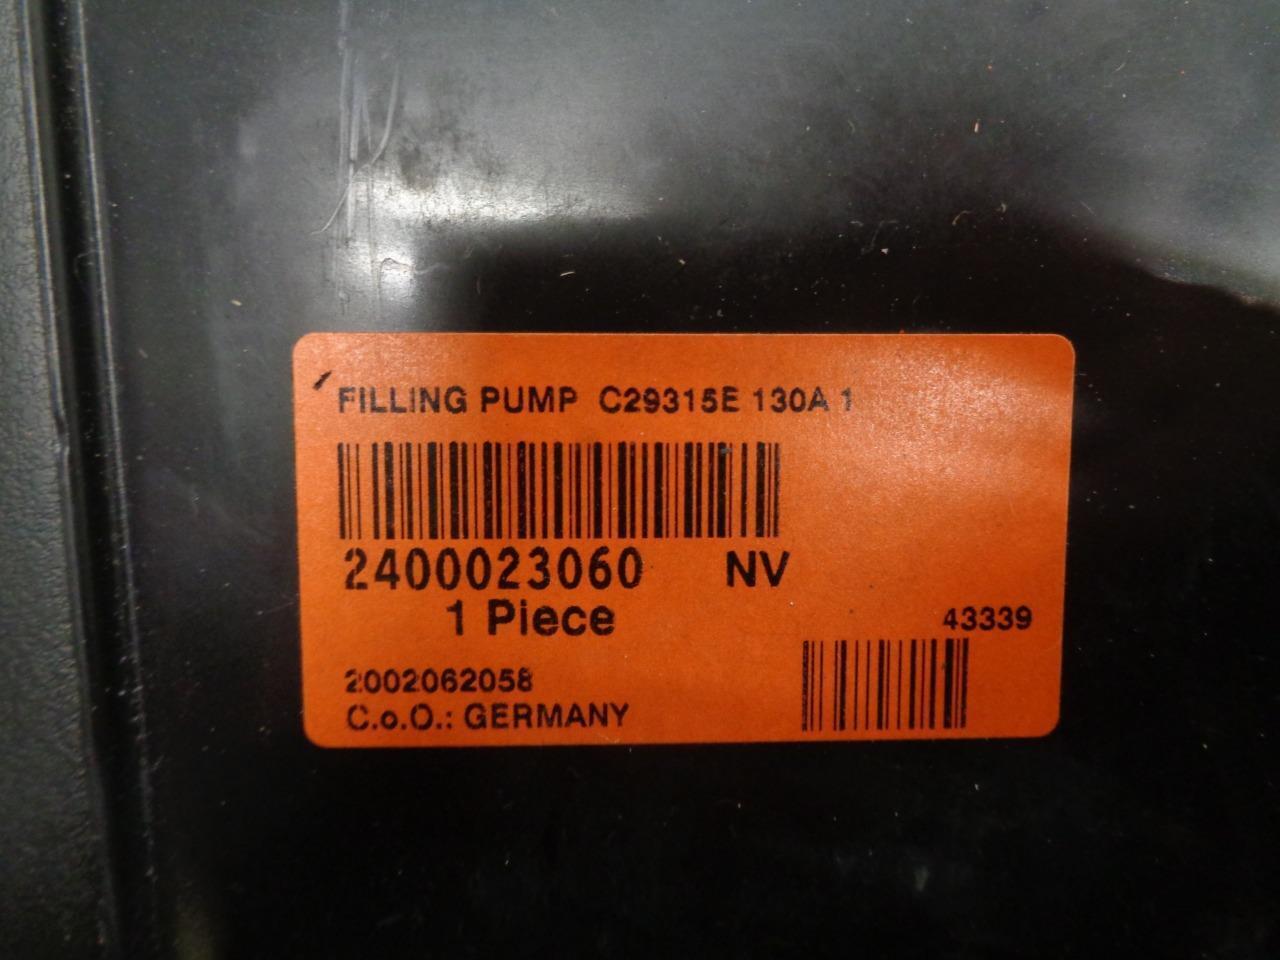 FILLING PUMP C29315E 130A 1
2400023060 NV
1 Piece
43339
2002062058
C.o.O.: GERMANY